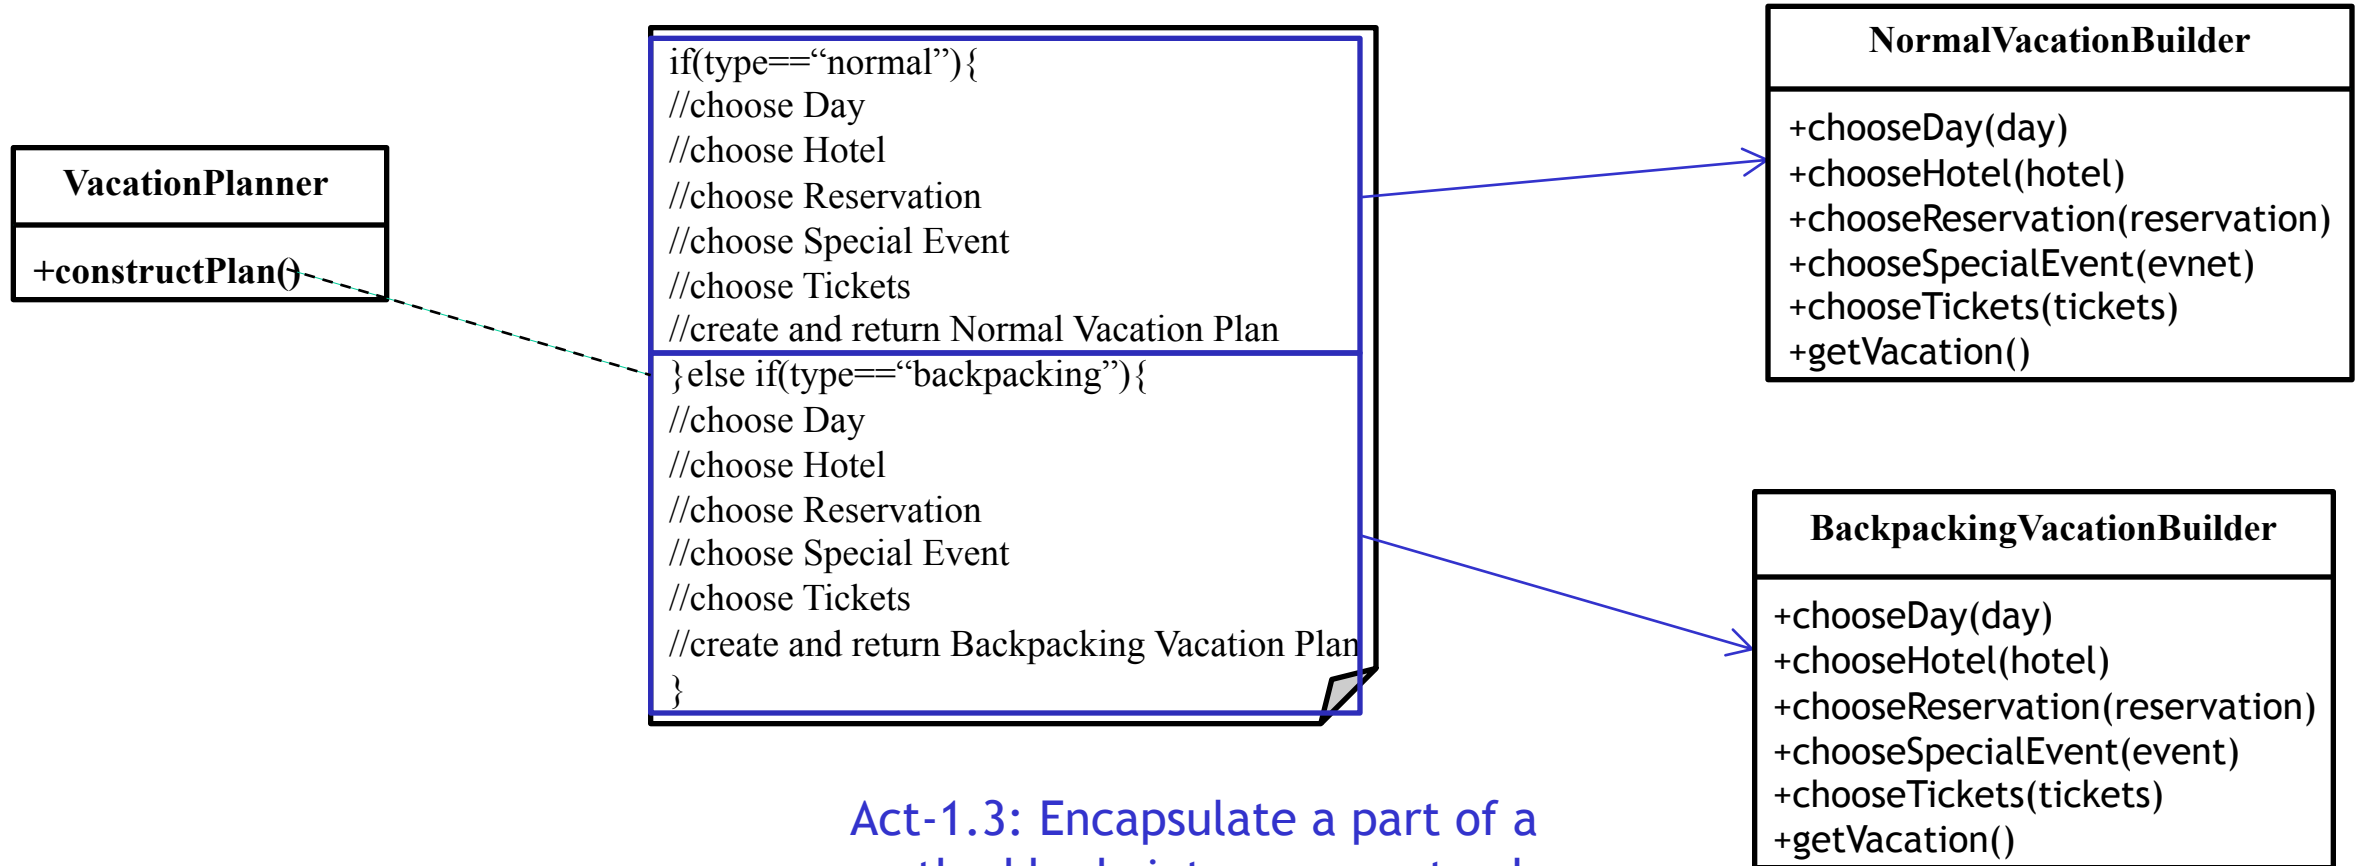 VacationPlanner
+constructPlan()
if(type==“normal”){
//choose Day
//choose Hotel
//choose Reservation
//choose Special Event
//choose Tickets
//create and return Normal Vacation Plan
}else if(type==“backpacking”){
//choose Day
//choose Hotel
//choose Reservation
//choose Special Event
//choose Tickets
//create and return Backpacking Vacation Plan
}
NormalVacationBuilder
+chooseDay(day)
+chooseHotel(hotel)
+chooseReservation(reservation)
+chooseSpecialEvent(evnet)
+chooseTickets(tickets)
+getVacation()
BackpackingVacationBuilder
+chooseDay(day)
+chooseHotel(hotel)
+chooseReservation(reservation)
+chooseSpecialEvent(event)
+chooseTickets(tickets)
+getVacation()
Act-1.3: Encapsulate a part of a